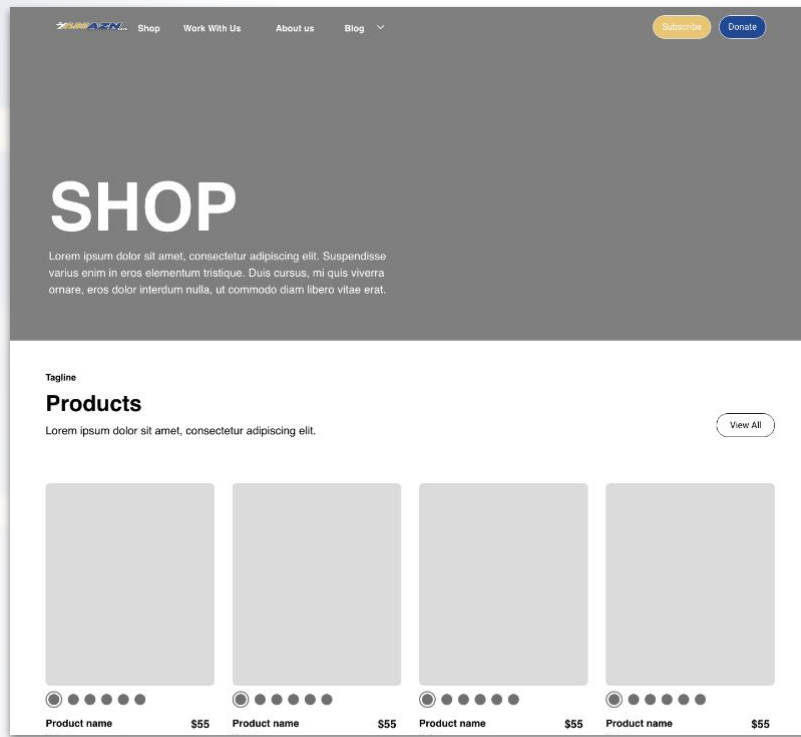 Shop Work With Us About us Blog Subscribe Donate
SHOP
Lorem ipsum dolor sit amet, consectetur adipiscing elit. Suspendisse
varius enim in eros elementum tristique. Duis cursus, mi quis viverra
ornare, eros dolor interdum nulla, ut commodo diam libero vitae erat.
Tagline
Products
Lorem ipsum dolor sit amet, consectetur adipiscing elit.
View All
Product name $55 Product name $55 Product name $55 Product name $55